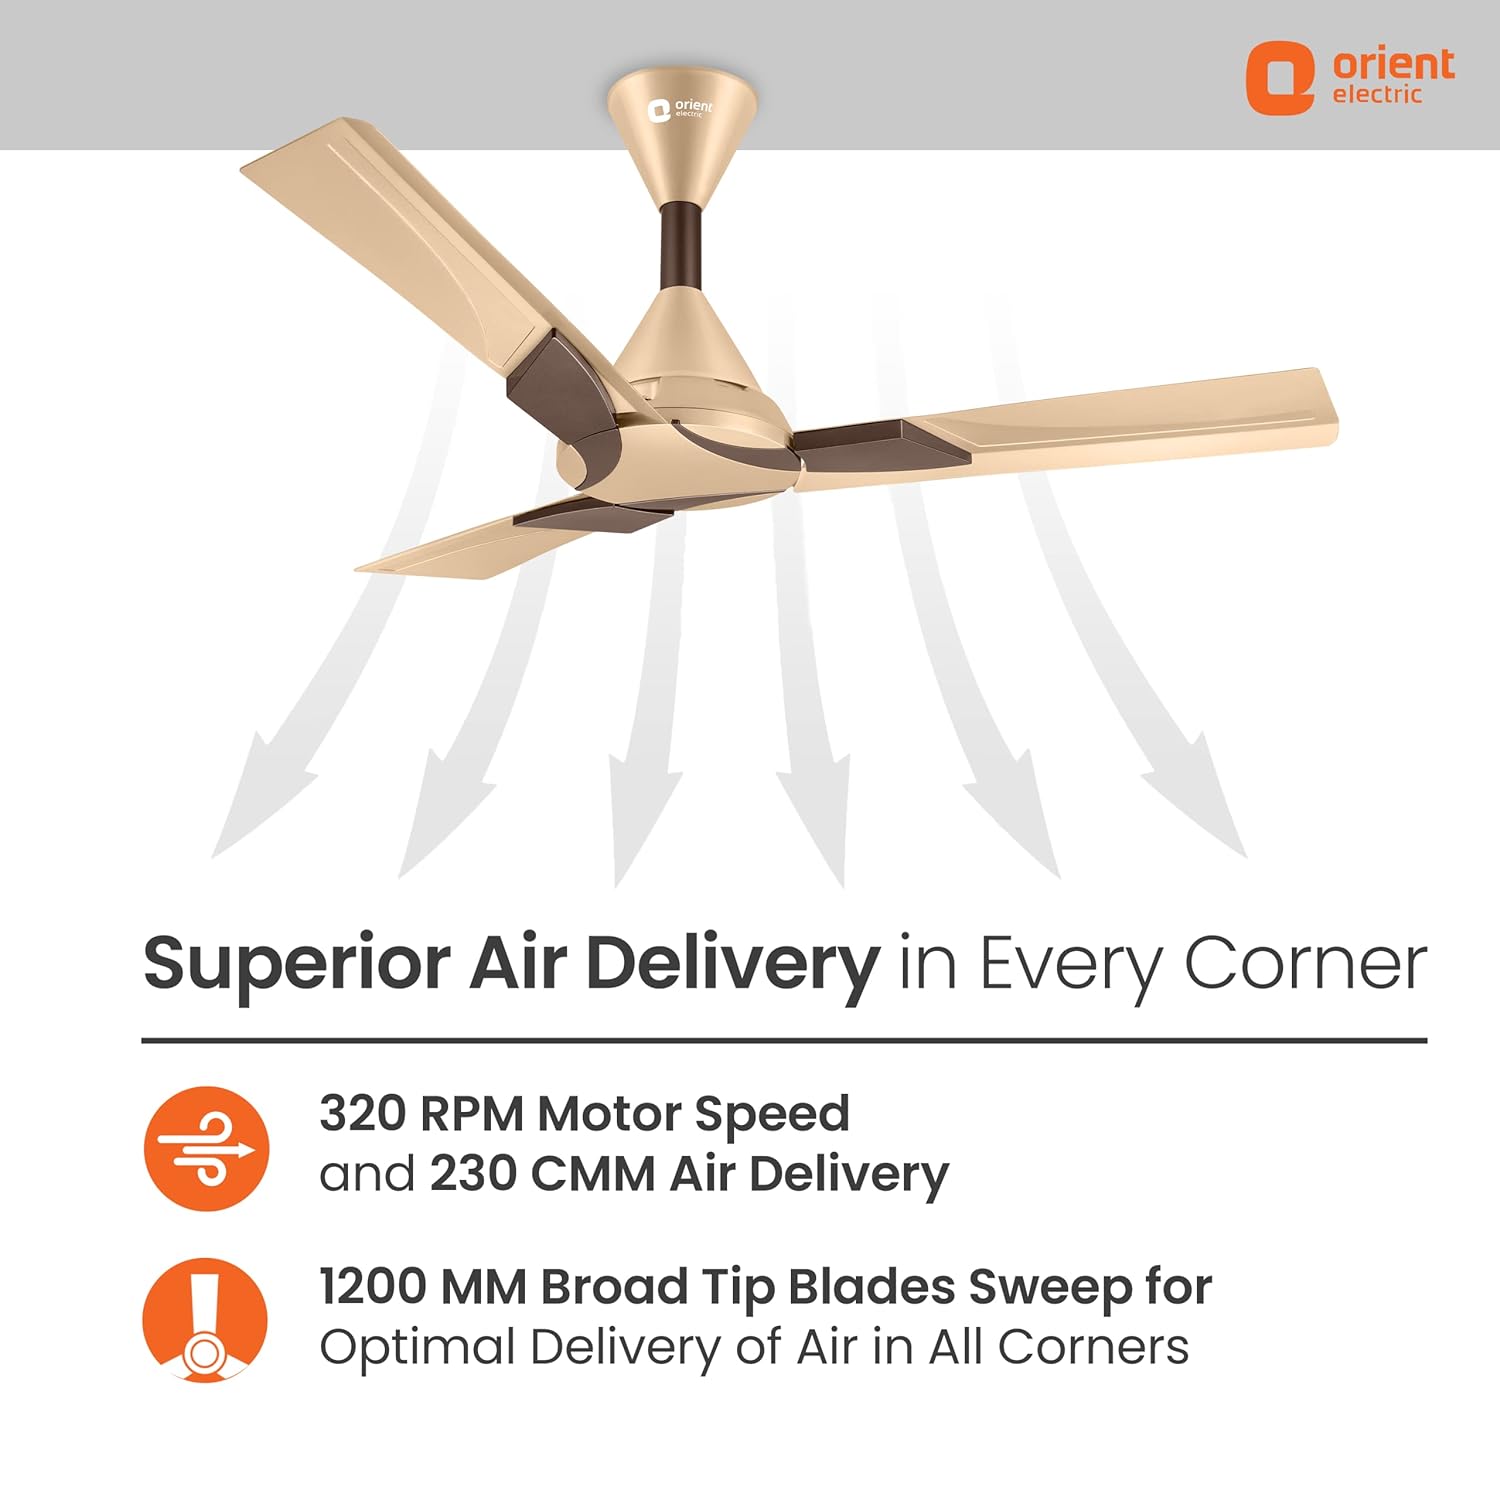 orient
electric
orient
electric
Superior Air Delivery in Every Corner
320 RPM Motor Speed
and 230 CMM Air Delivery
1200 MM Broad Tip Blades Sweep for
Optimal Delivery of Air in All Corners